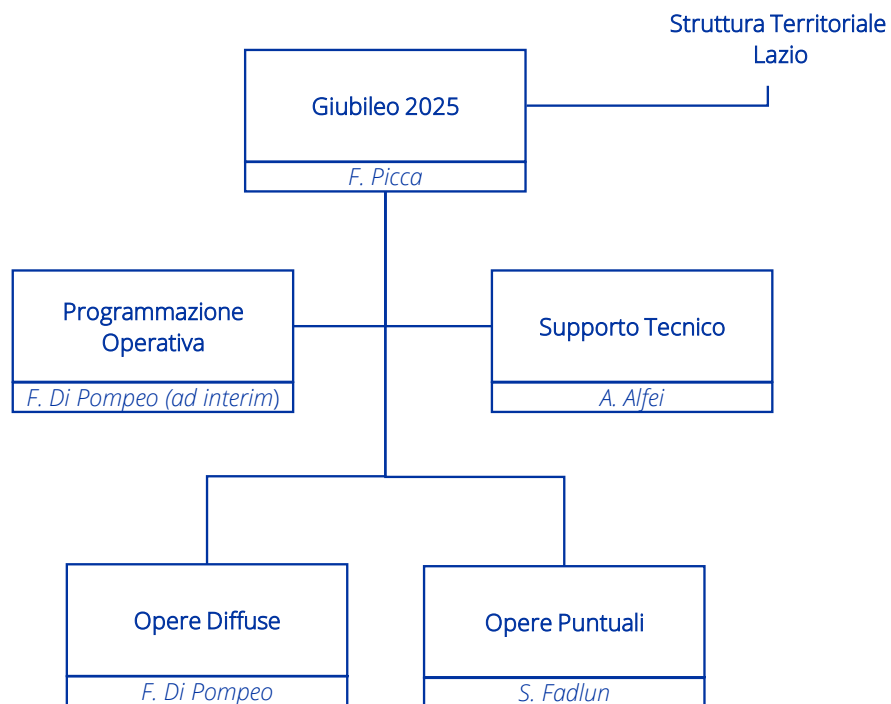 Struttura Territoriale
Lazio
Giubileo 2025
F. Picca
Programmazione
Operativa
F. Di Pompeo (ad interim)
Supporto Tecnico
A. Alfei
Opere Diffuse
F. Di Pompeo
Opere Puntuali
S. Fadlun